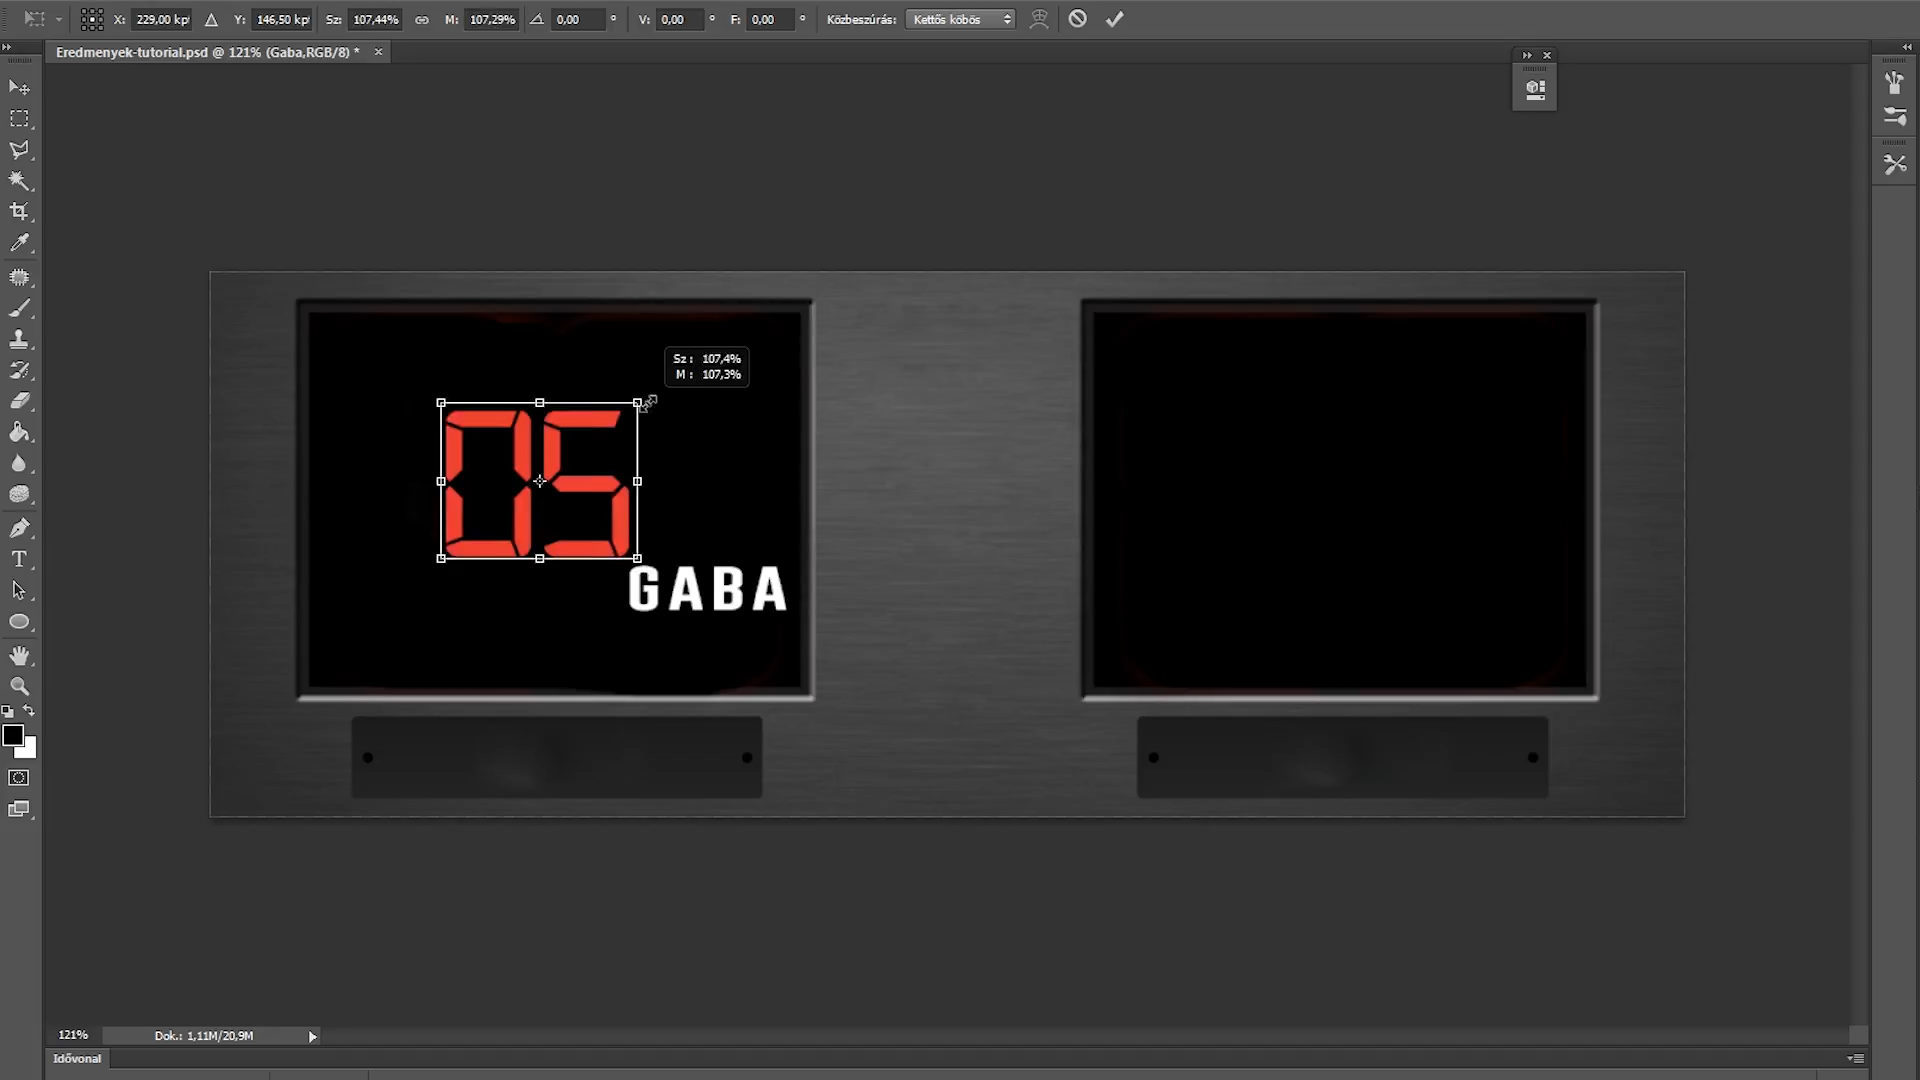 X: 229,00 kp Y: 146,50 kp Sz: 107,44% M: 107,29% 0,00 ° V: 0,00 ° F: 0,00 ° Közbeszúrás: Kettős köbös
Eredmenyek-tutorial.psd @ 121% (Gaba,RGB/8) *
Sz : 107,4%
M : 107,3%
05
GABA
121% Dok.: 1,11M/20,9M
Idővonal